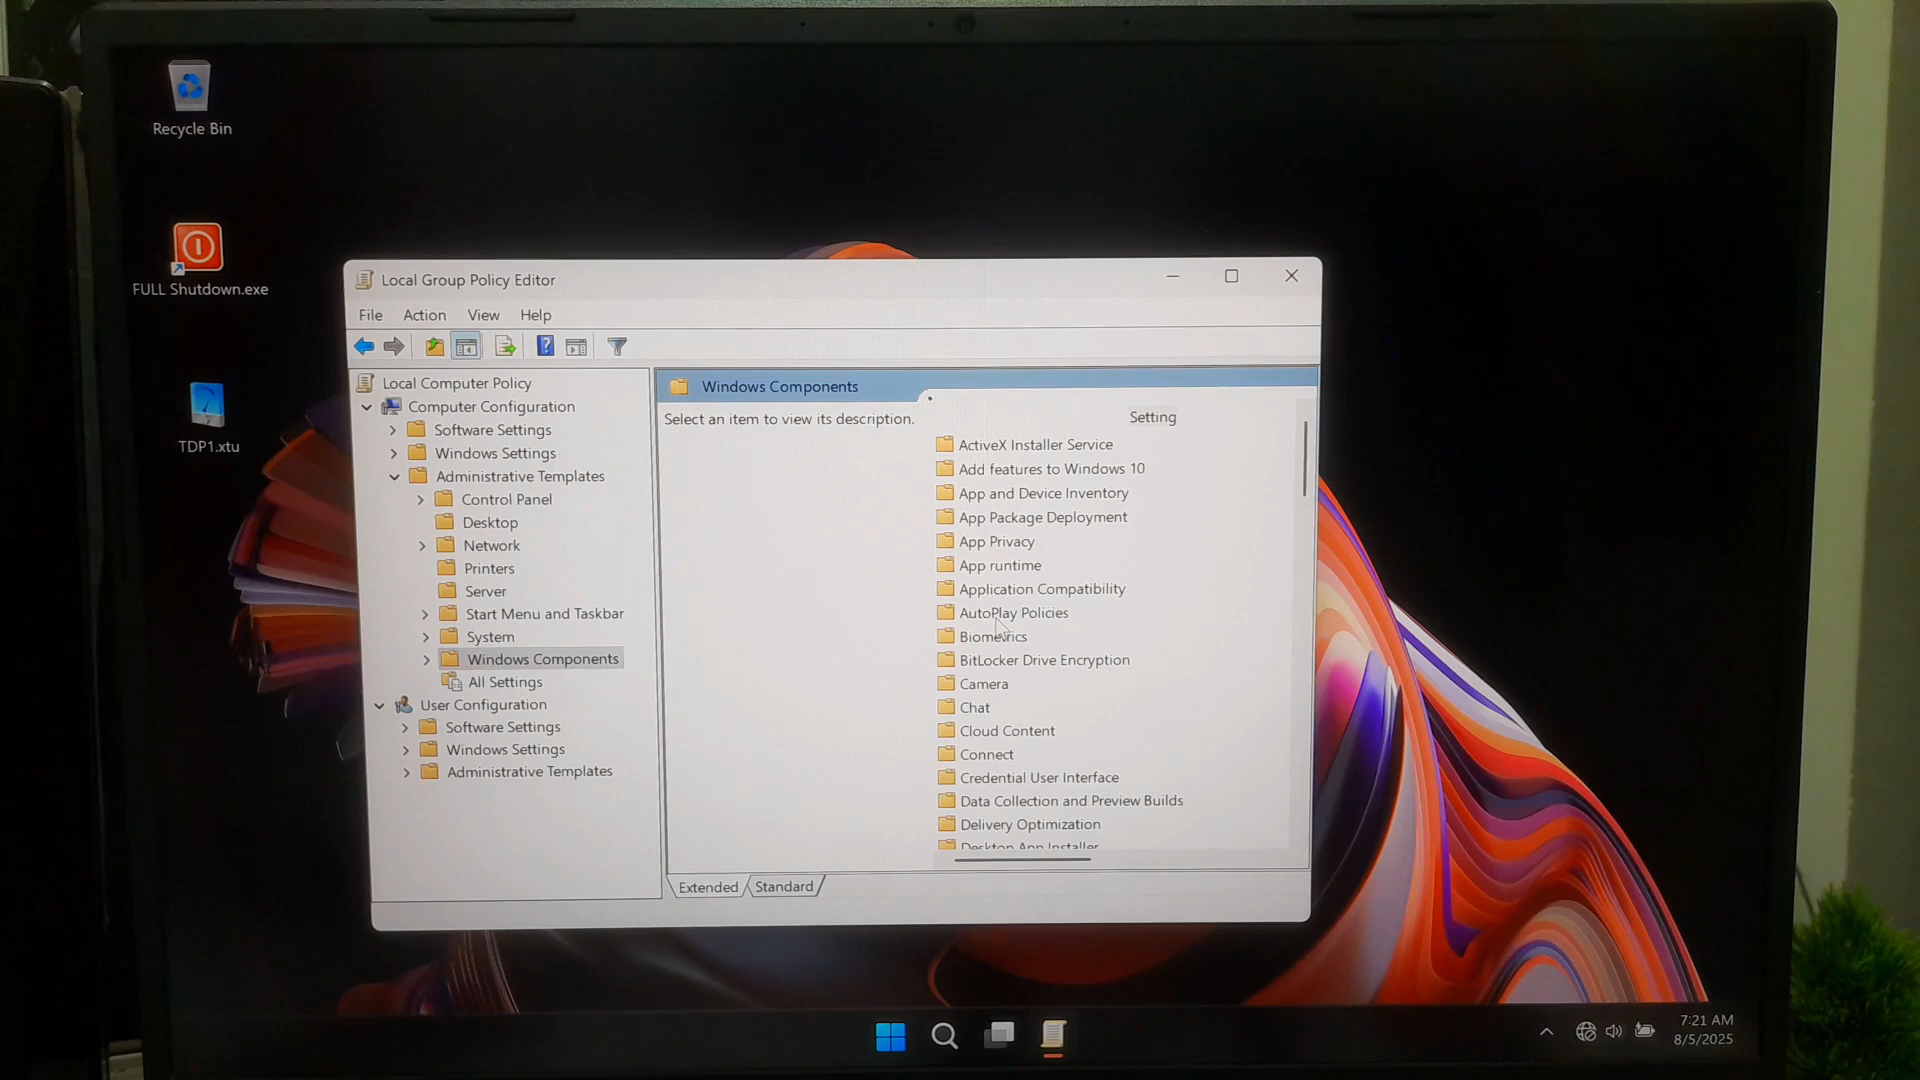 Recycle Bin
FULL Shutdown.exe
TDP1.xtu
Local Group Policy Editor
File Action View Help
Local Computer Policy
Computer Configuration
Software Settings
Windows Settings
Administrative Templates
Control Panel
Desktop
Network
Printers
Server
Start Menu and Taskbar
System
Windows Components
All Settings
User Configuration
Software Settings
Windows Settings
Administrative Templates
Windows Components
Select an item to view its description.
Setting
ActiveX Installer Service
Add features to Windows 10
App and Device Inventory
App Package Deployment
App Privacy
App runtime
Application Compatibility
AutoPlay Policies
Biometrics
BitLocker Drive Encryption
Camera
Chat
Cloud Content
Connect
Credential User Interface
Data Collection and Preview Builds
Delivery Optimization
Desktop App Installer
Extended Standard
7:21 AM
8/5/2025